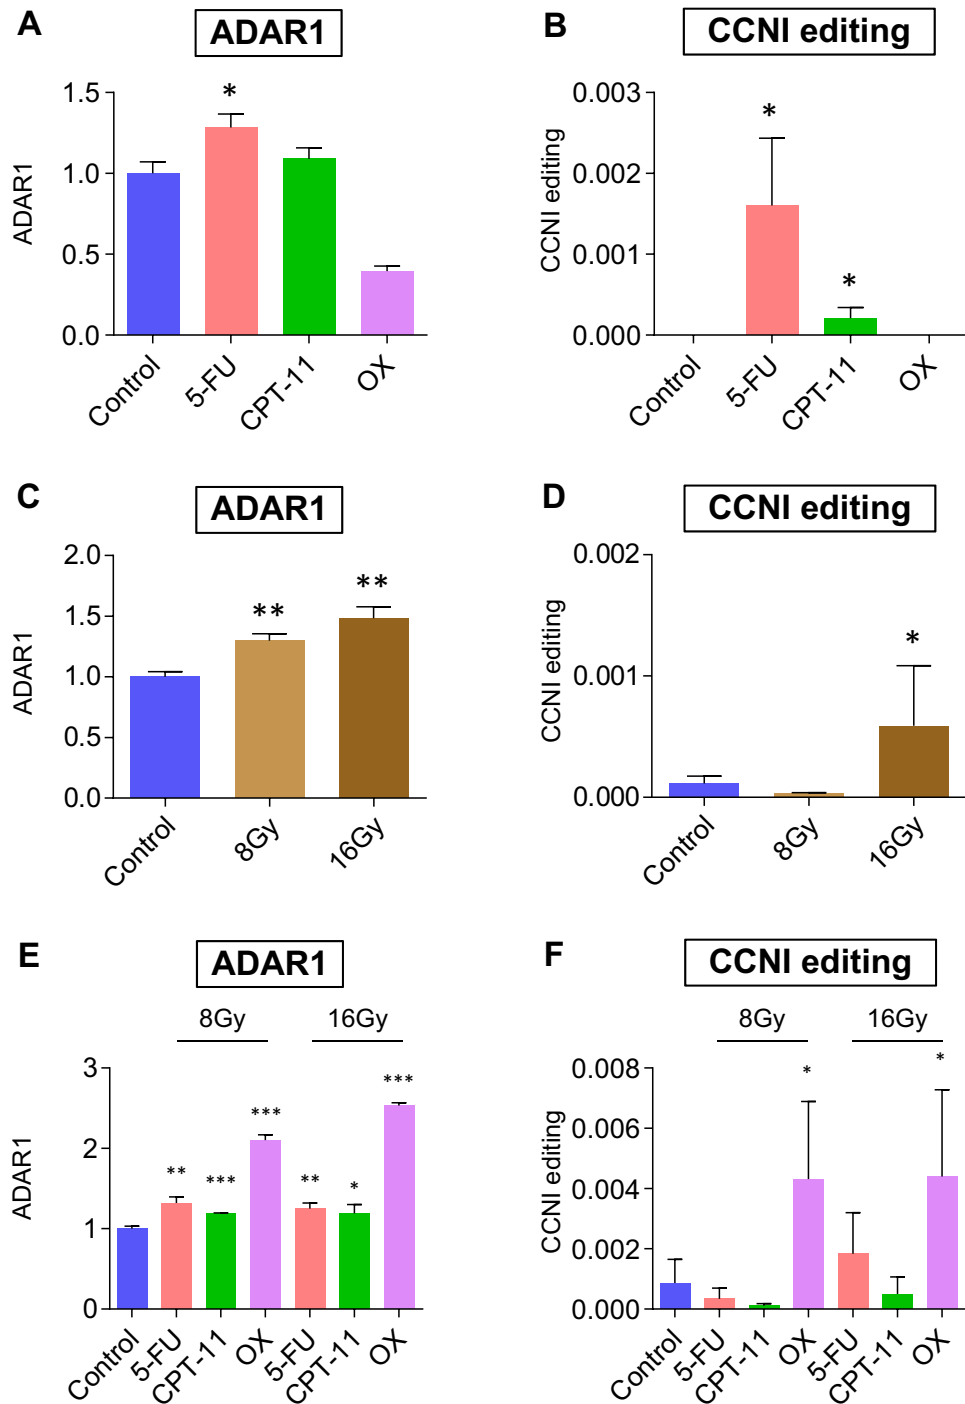 A
ADAR1
ADAR1
1.5
1.0
0.5
0.0
*
Control
5-FU
CPT-11
OX
B
CCNI editing
CCNI editing
0.003
0.002
0.001
0.000
*
*
Control
5-FU
CPT-11
OX
C
ADAR1
ADAR1
2.0
1.5
1.0
0.5
0.0
**
**
Control
8Gy
16Gy
D
CCNI editing
CCNI editing
0.002
0.001
0.000
*
Control
8Gy
16Gy
E
ADAR1
8Gy
16Gy
ADAR1
3
2
1
0
**
***
***
**
*
***
Control
5-FU
CPT-11
OX
5-FU
CPT-11
OX
F
CCNI editing
8Gy
16Gy
CCNI editing
0.008
0.006
0.004
0.002
0.000
*
*
Control
5-FU
CPT-11
OX
5-FU
CPT-11
OX